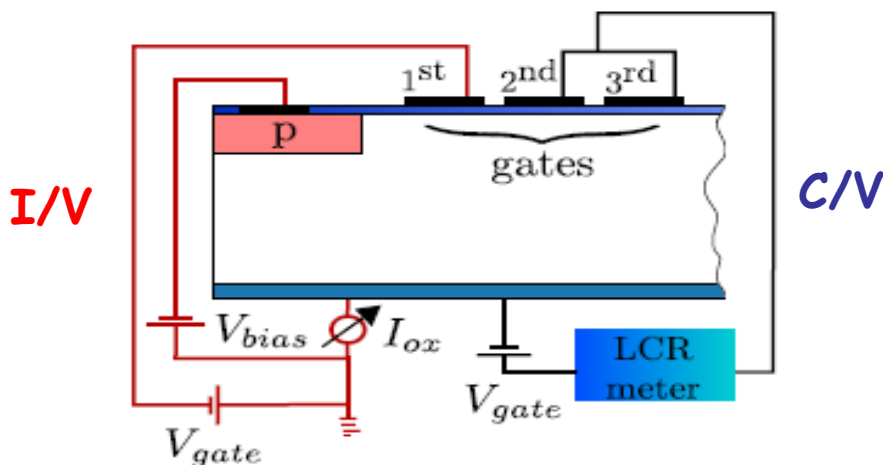 1st
2nd
3rd
p
gates
I/V
C/V
Vbias
Iox
LCR
meter
Vgate
Vgate